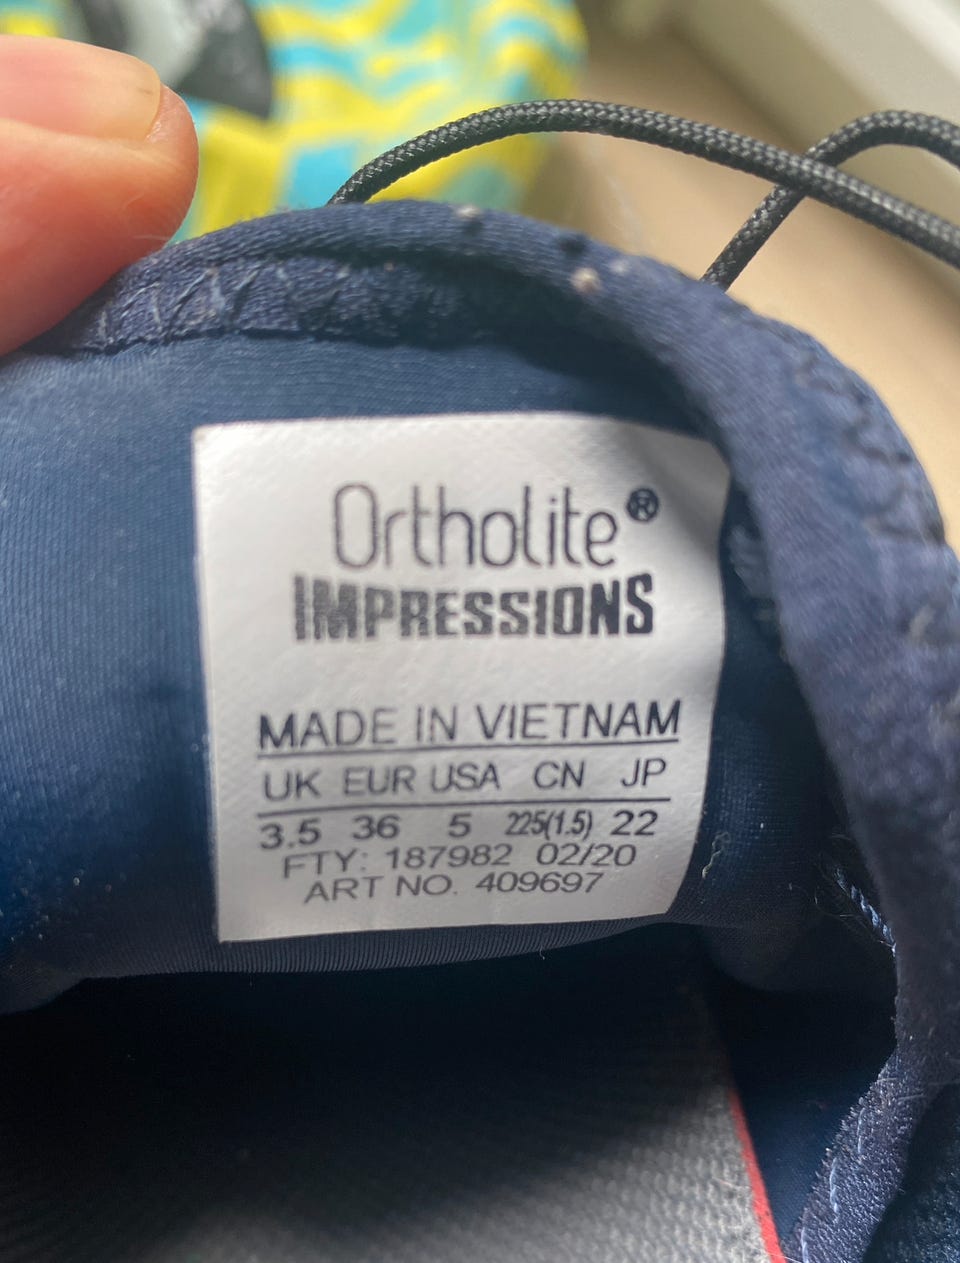 Ortholite®
IMPRESSIONS
MADE IN VIETNAM
UK EUR USA CN JP
3.5 36 5 225(1.5) 22
FTY: 187982 02/20
ART NO. 409697